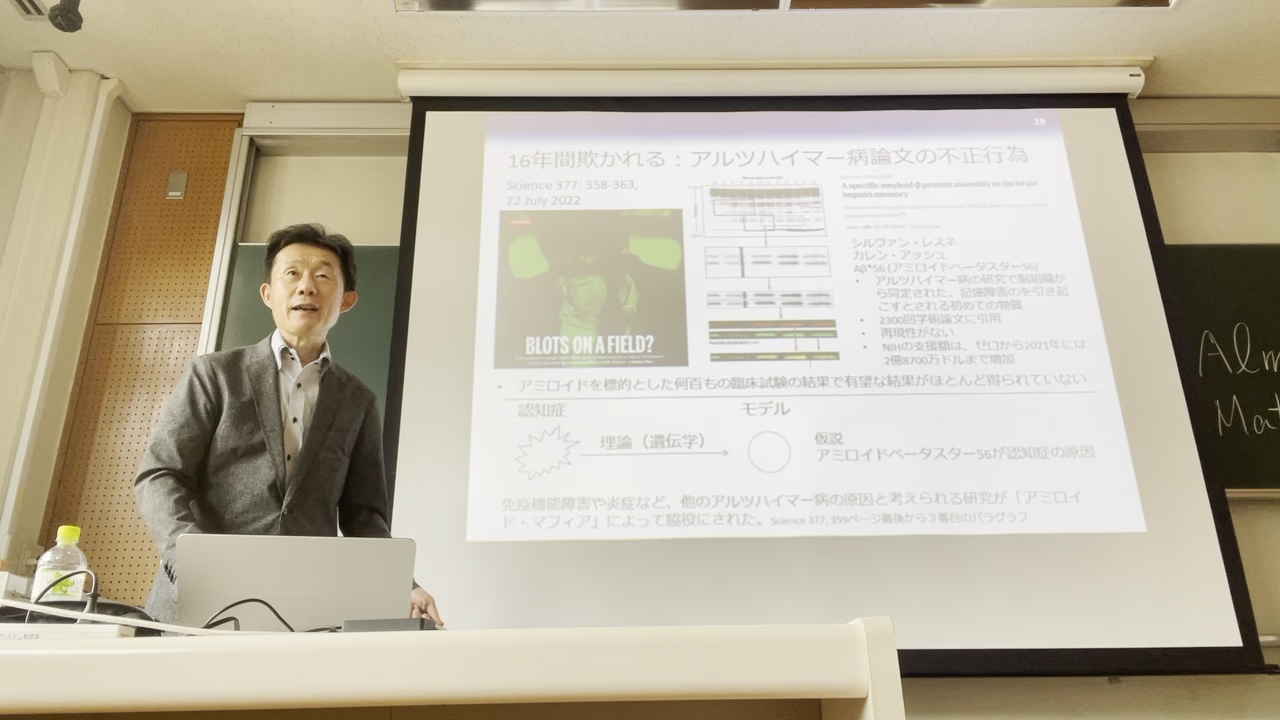 29
16年間欺かれる：アルツハイマー病論文の不正行為
Science 377: 358-363,
22 July 2022
BLOTS ON A FIELD?
A specific amyloid-β protein assembly in the brain
impairs memory
シルヴァン・レスネ
カレン・アッシュ
Aβ*56 (アミロイドベータスター56)
• アルツハイマー病の研究で脳組織か
ら同定された、記憶障害のを引き起
こすとされる初めての物質
• 2300回学術論文に引用
• 再現性がない
• NIHの支援額は、ゼロから2021年には
2億8700万ドルまで増加
• アミロイドを標的とした何百もの臨床試験の結果で有望な結果がほとんど得られていない
認知症
モデル
理論（遺伝学）
仮説
アミロイドベータスター56が認知症の原因
免疫機能障害や炎症など、他のアルツハイマー病の原因と考えられる研究が「アミロイ
ド・マフィア」によって脇役にされた。Science 377, 359ページ最後から３番目のパラグラフ
Alm
Mat